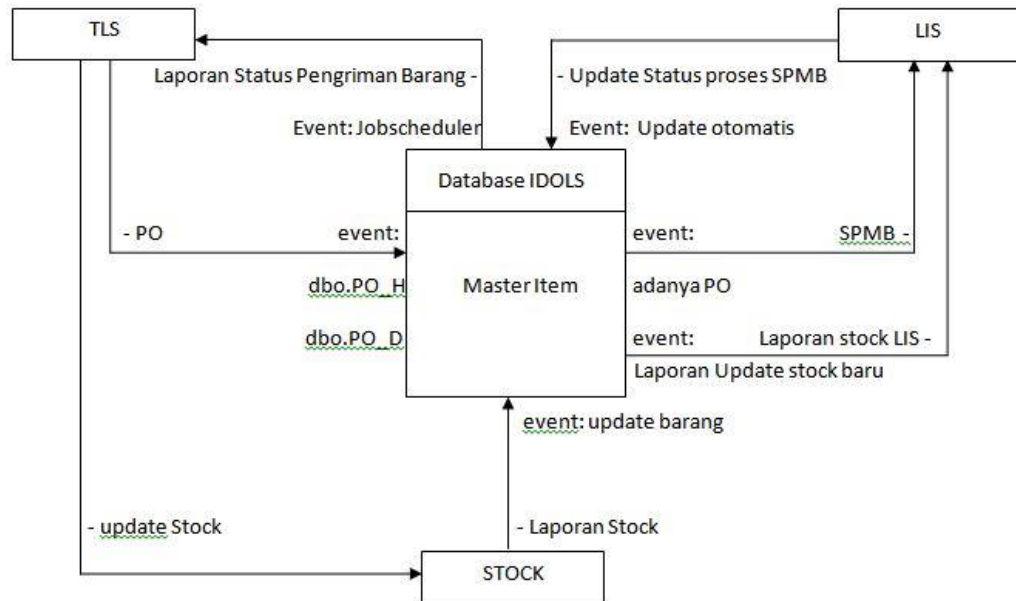 TLS
LIS
Laporan Status Pengriman Barang -
- Update Status proses SPMB
Event: Jobscheduler
Event: Update otomatis
Database IDOLS
- PO
event:
event:
SPMB -
dbo.PO_H
Master Item
adanya PO
dbo.PO_D
event:
Laporan stock LIS -
Laporan Update stock baru
event: update barang
- update Stock
- Laporan Stock
STOCK